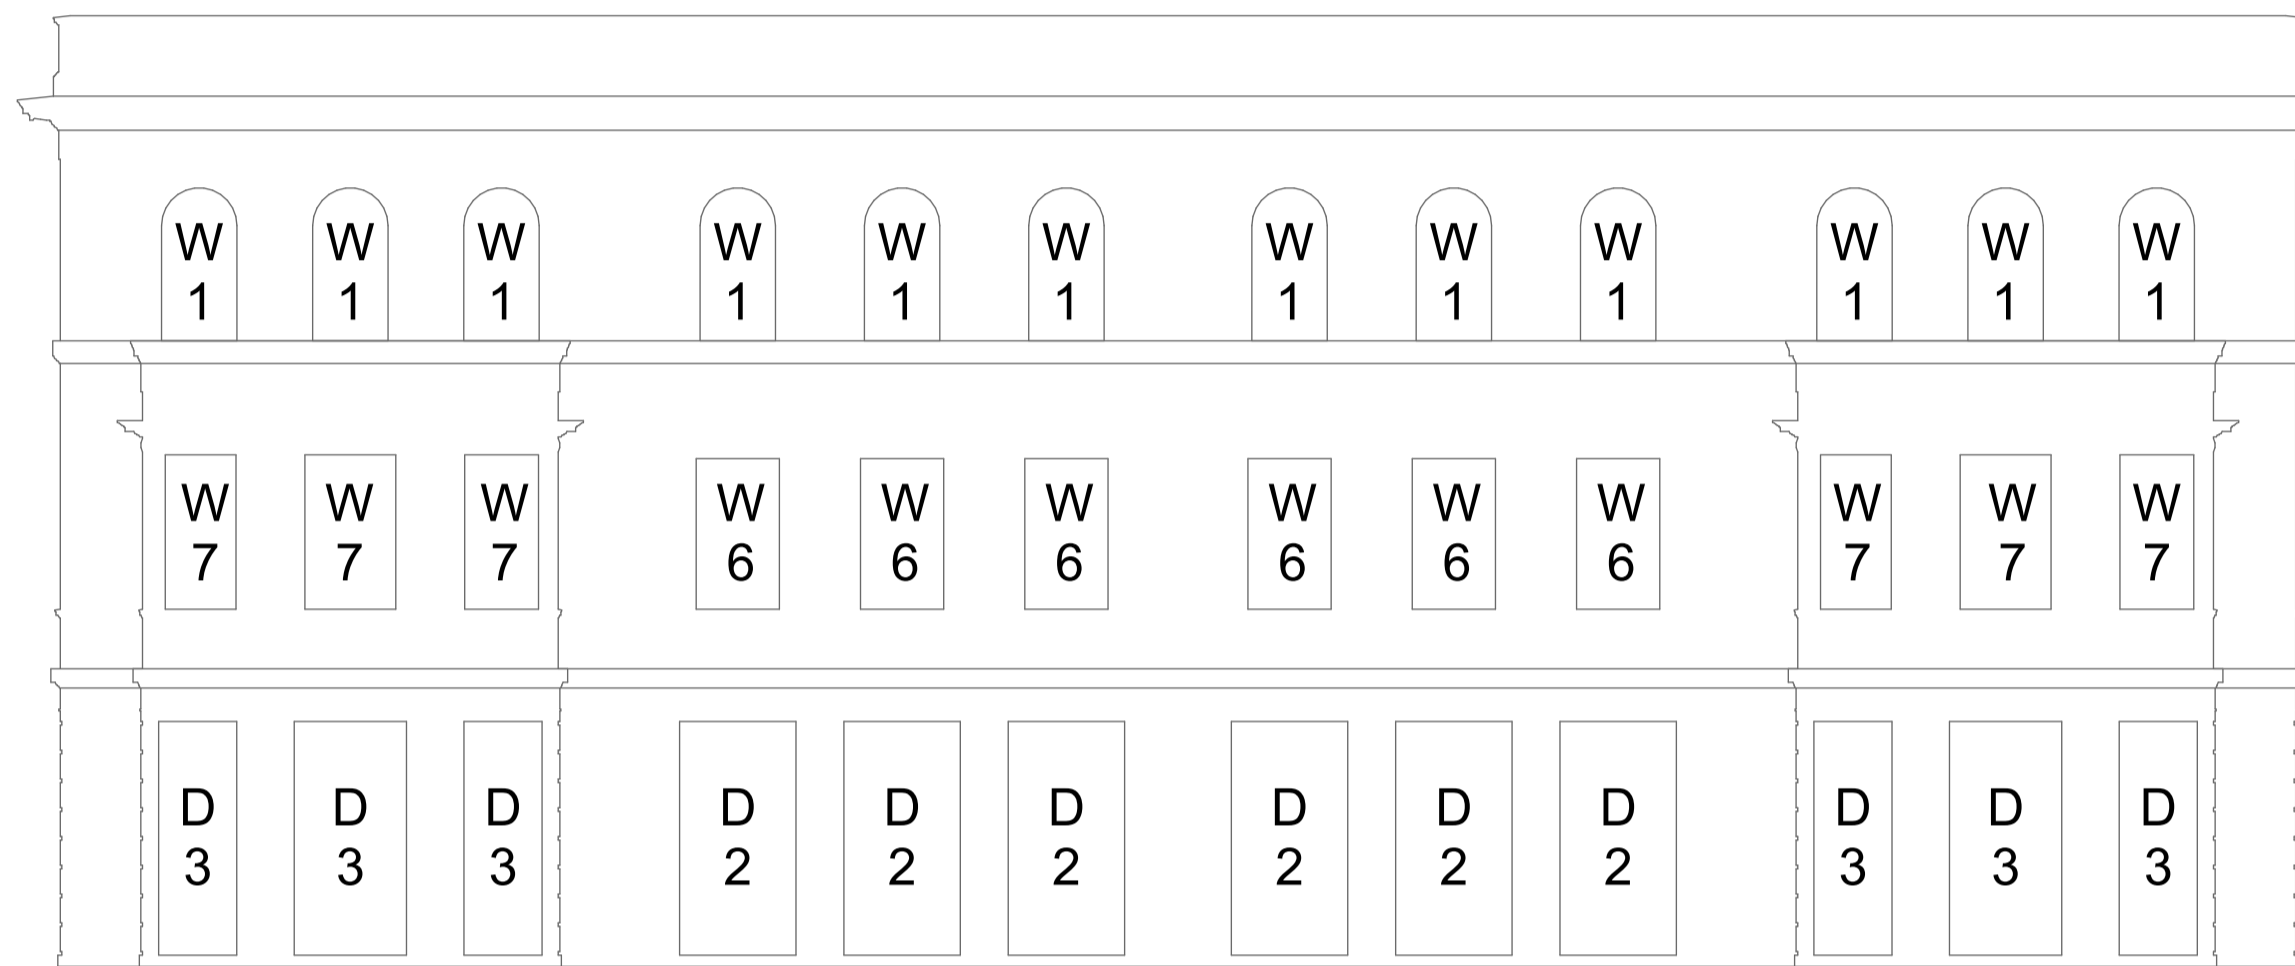 W W W W W W W W W W W W
1 1 1 1 1 1 1 1 1 1 1 1
W W W W W W W W W W W W
7 7 7 6 6 6 6 6 6 7 7 7
D D D D D D D D D D D D
3 3 3 2 2 2 2 2 2 3 3 3